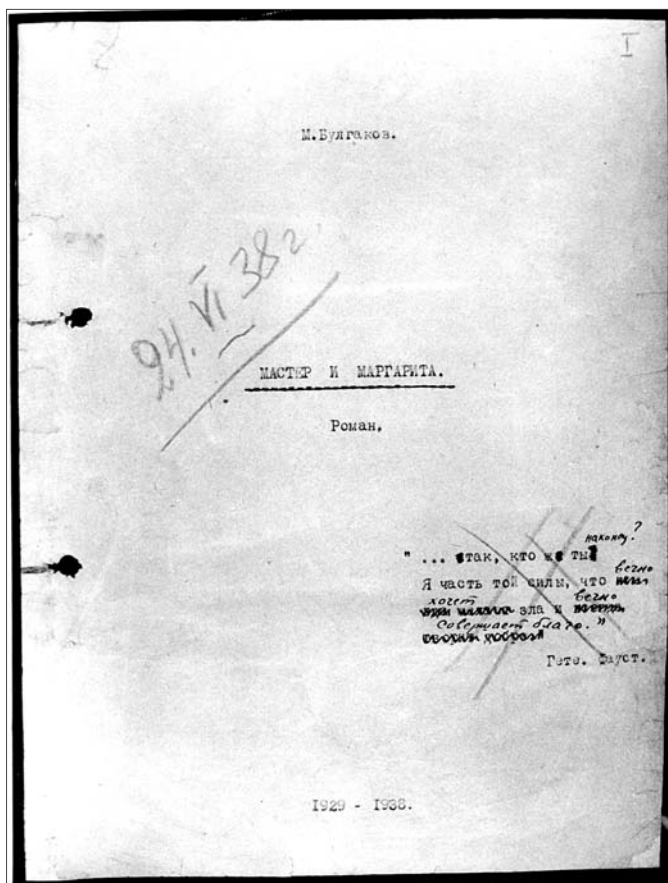 I
М.Булгаков.
24. VI 38 г.
МАСТЕР И МАРГАРИТА.
Роман.
наконец?
" ... так, кто же ты
вечно
Я часть той силы, что
хочет вечно
зла и
совершает благо."
Гете. Фауст.
1929 - 1938.